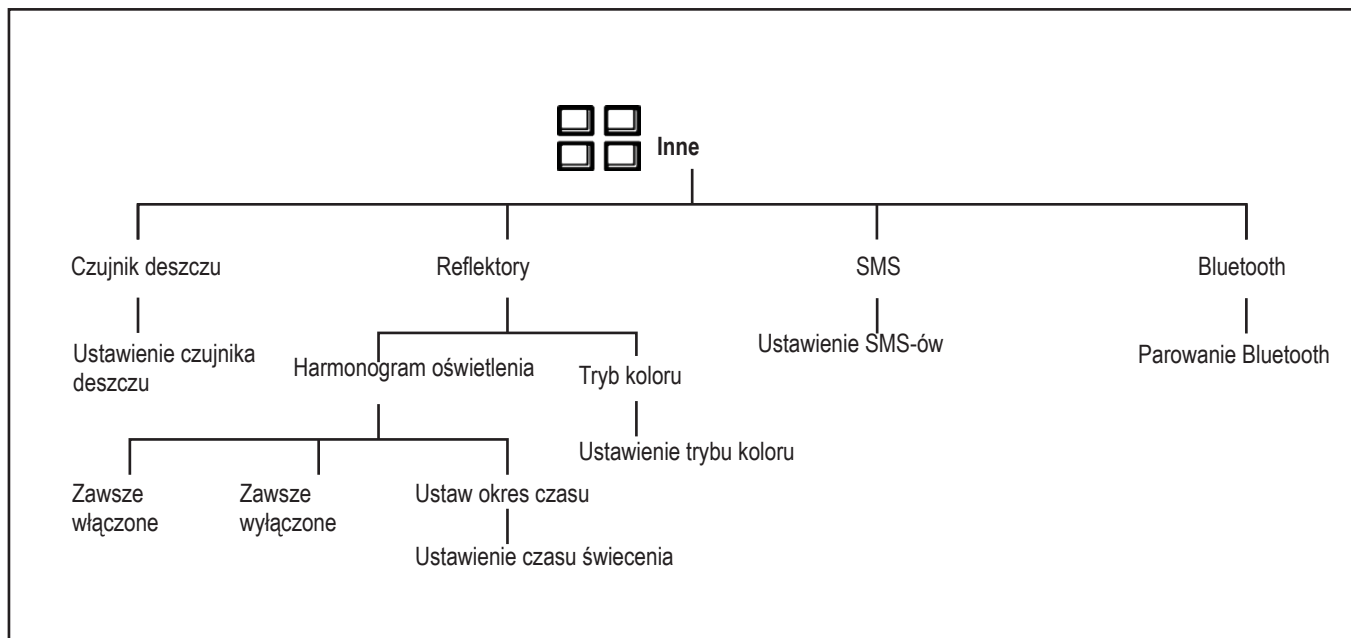 Inne
Czujnik deszczu
Reflektory
SMS
Bluetooth
Ustawienie czujnika
deszczu
Harmonogram oświetlenia
Tryb koloru
Ustawienie SMS-ów
Parowanie Bluetooth
Ustawienie trybu koloru
Zawsze
włączone
Zawsze
wyłączone
Ustaw okres czasu
Ustawienie czasu świecenia